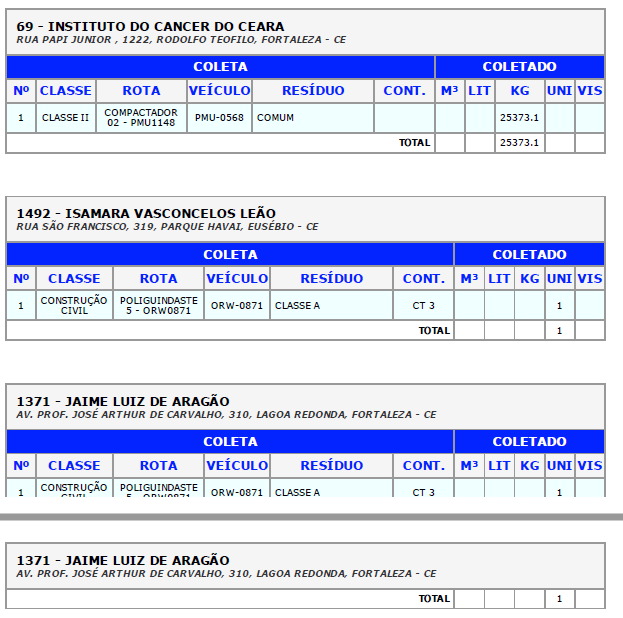 69 - INSTITUTO DO CANCER DO CEARA
RUA PAPI JUNIOR , 1222, RODOLFO TEOFILO, FORTALEZA - CE
COLETA COLETADO
Nº CLASSE ROTA VEÍCULO RESÍDUO CONT. M³ LIT KG UNI VIS
1 CLASSE II COMPACTADOR 02 - PMU1148 PMU-0568 COMUM 25373.1
TOTAL 25373.1
1492 - ISAMARA VASCONCELOS LEÃO
RUA SÃO FRANCISCO, 319, PARQUE HAVAI, EUSÉBIO - CE
COLETA COLETADO
Nº CLASSE ROTA VEÍCULO RESÍDUO CONT. M³ LIT KG UNI VIS
1 CONSTRUÇÃO CIVIL POLIGUINDASTE 5 - ORW0871 ORW-0871 CLASSE A CT 3 1
TOTAL 1
1371 - JAIME LUIZ DE ARAGÃO
AV. PROF. JOSÉ ARTHUR DE CARVALHO, 310, LAGOA REDONDA, FORTALEZA - CE
COLETA COLETADO
Nº CLASSE ROTA VEÍCULO RESÍDUO CONT. M³ LIT KG UNI VIS
1 CONSTRUÇÃO CIVIL POLIGUINDASTE 5 - ORW0871 ORW-0871 CLASSE A CT 3 1
1371 - JAIME LUIZ DE ARAGÃO
AV. PROF. JOSÉ ARTHUR DE CARVALHO, 310, LAGOA REDONDA, FORTALEZA - CE
TOTAL 1